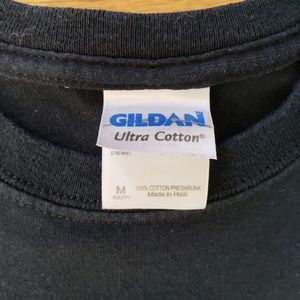 GILDAN
Ultra Cotton®
M
YOUTH
100% COTTON PRESHRUNK
Made in Haiti